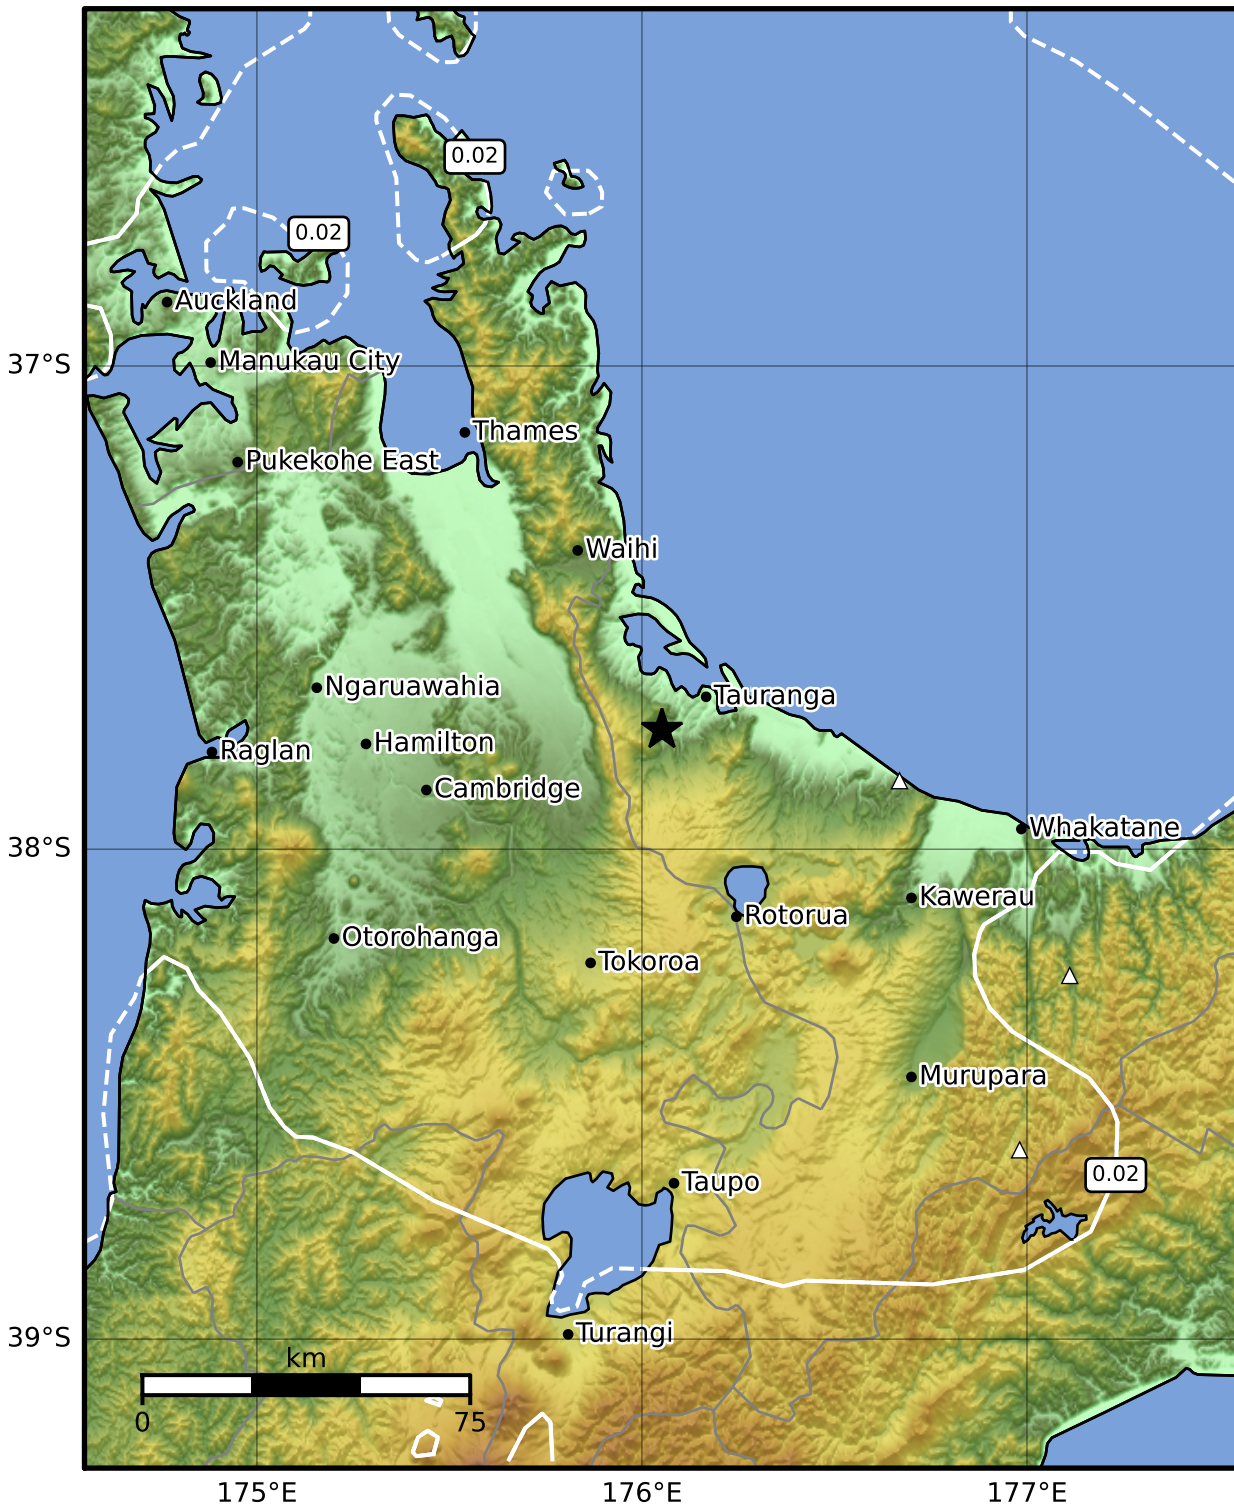 0.02
0.02
Auckland
Manukau City
37°S
Thames
Pukekohe East
Waihi
Ngaruawahia
Tauranga
Raglan
Hamilton
Cambridge
Whakatane
38°S
Kawerau
Rotorua
Otorohanga
Tokoroa
Murupara
0.02
Taupo
Turangi
39°S
km
0
75
175°E
176°E
177°E